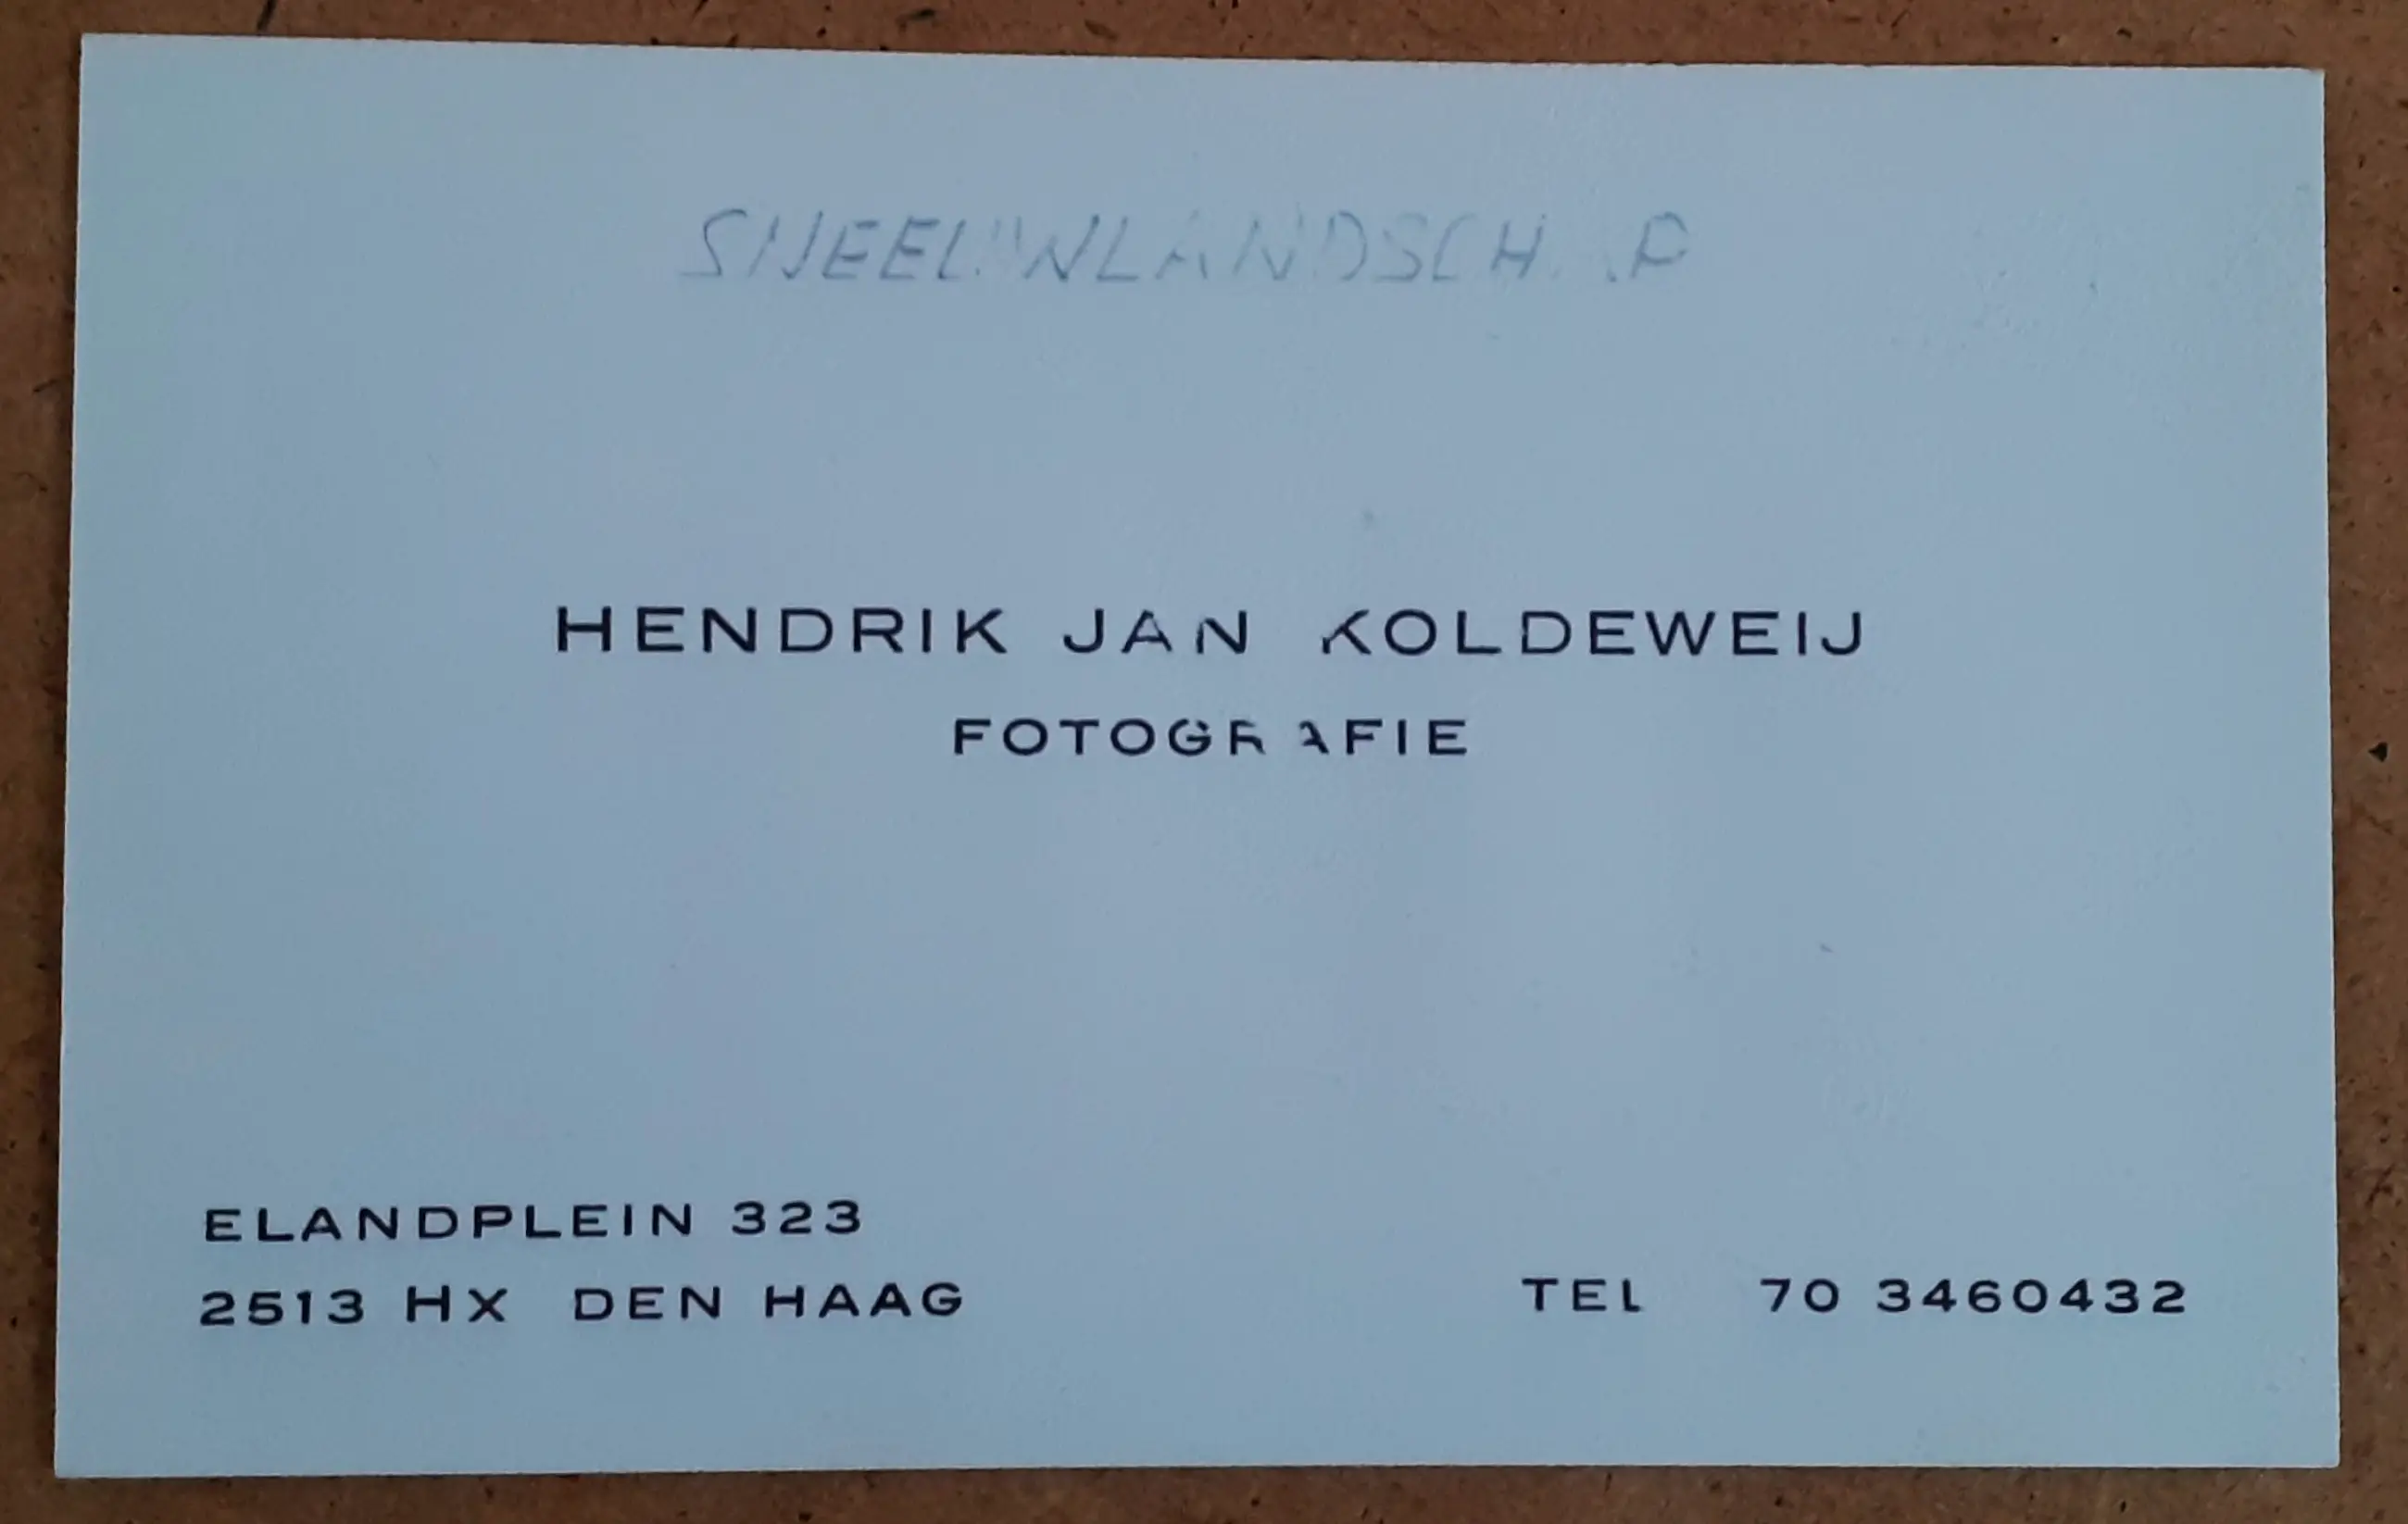 SNEEUWLANDSCHAP
HENDRIK JAN KOLDEWEIJ
FOTOGRAFIE
ELANDPLEIN 323
2513 HX DEN HAAG
TEL 70 3460432